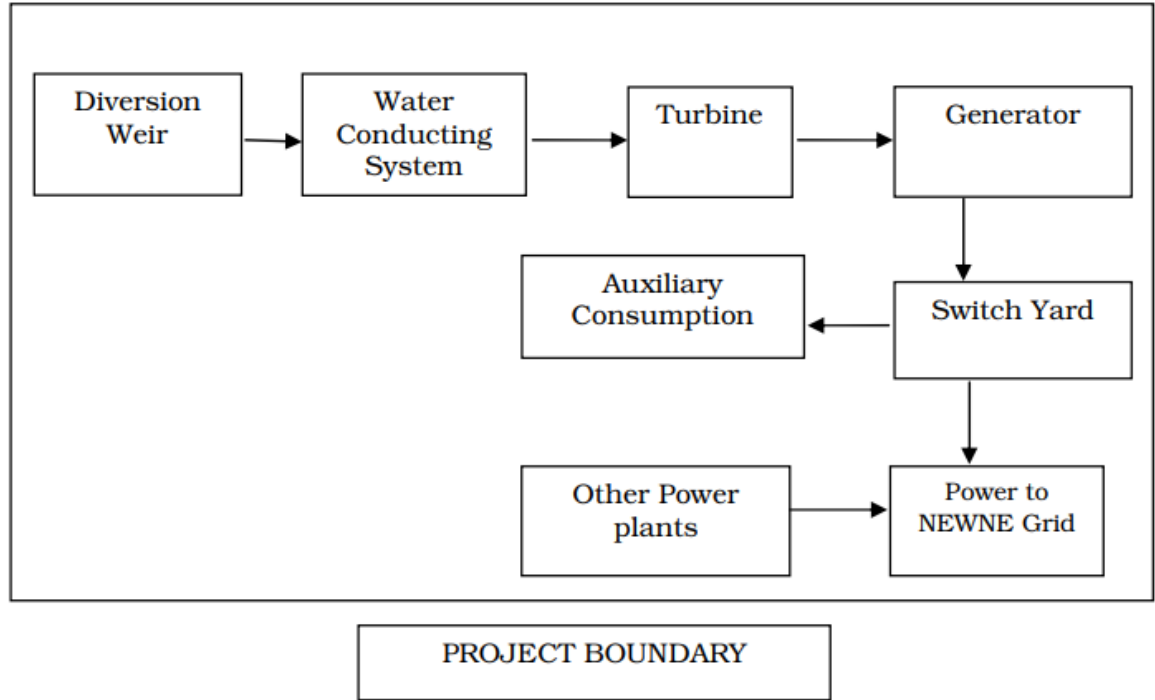 Diversion
Weir
Water
Conducting
System
Turbine
Generator
Auxiliary
Consumption
Switch Yard
Other Power
plants
Power to
NEWNE Grid
PROJECT BOUNDARY